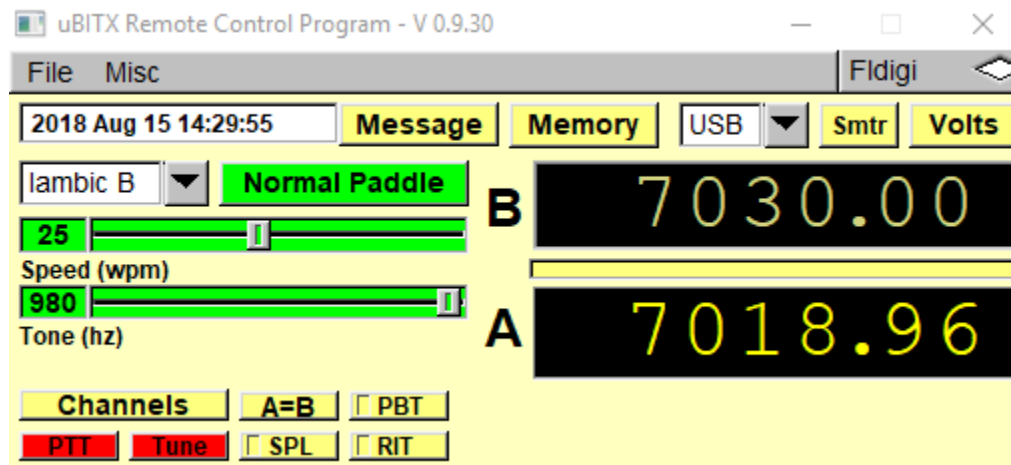 uBITX Remote Control Program - V 0.9.30
File Misc Fldigi
2018 Aug 15 14:29:55 Message Memory USB Smtr Volts
Iambic B Normal Paddle
B 7030.00
25
Speed (wpm)
980
A 7018.96
Tone (hz)
Channels A=B PBT
PTT Tune SPL RIT